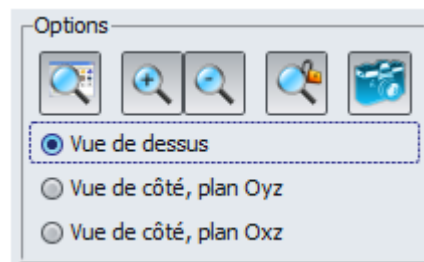 Options
Vue de dessus
Vue de côté, plan Oyz
Vue de côté, plan Oxz